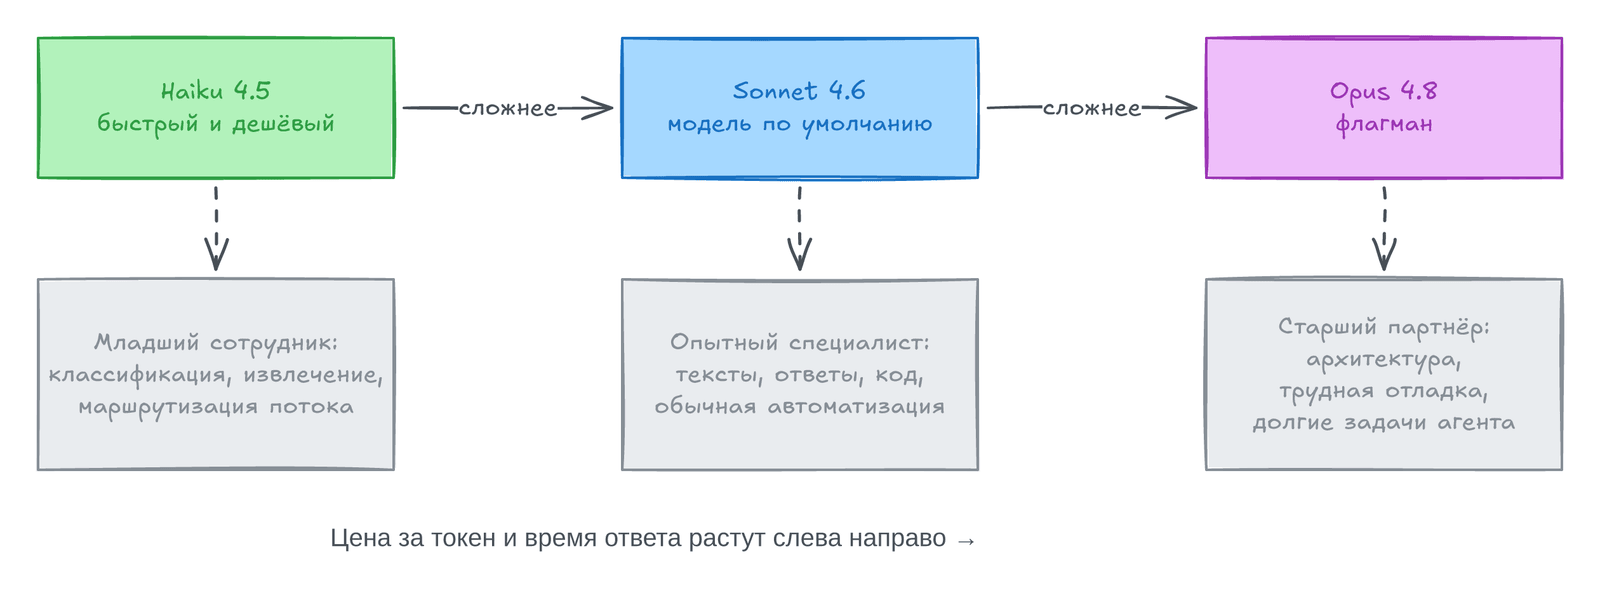 Haiku 4.5
быстрый и дешёвый
сложнее
Sonnet 4.6
модель по умолчанию
сложнее
Opus 4.8
флагман
Младший сотрудник:
классификация, извлечение,
маршрутизация потока
Опытный специалист:
тексты, ответы, код,
обычная автоматизация
Старший партнёр:
архитектура,
трудная отладка,
долгие задачи агента
Цена за токен и время ответа растут слева направо →